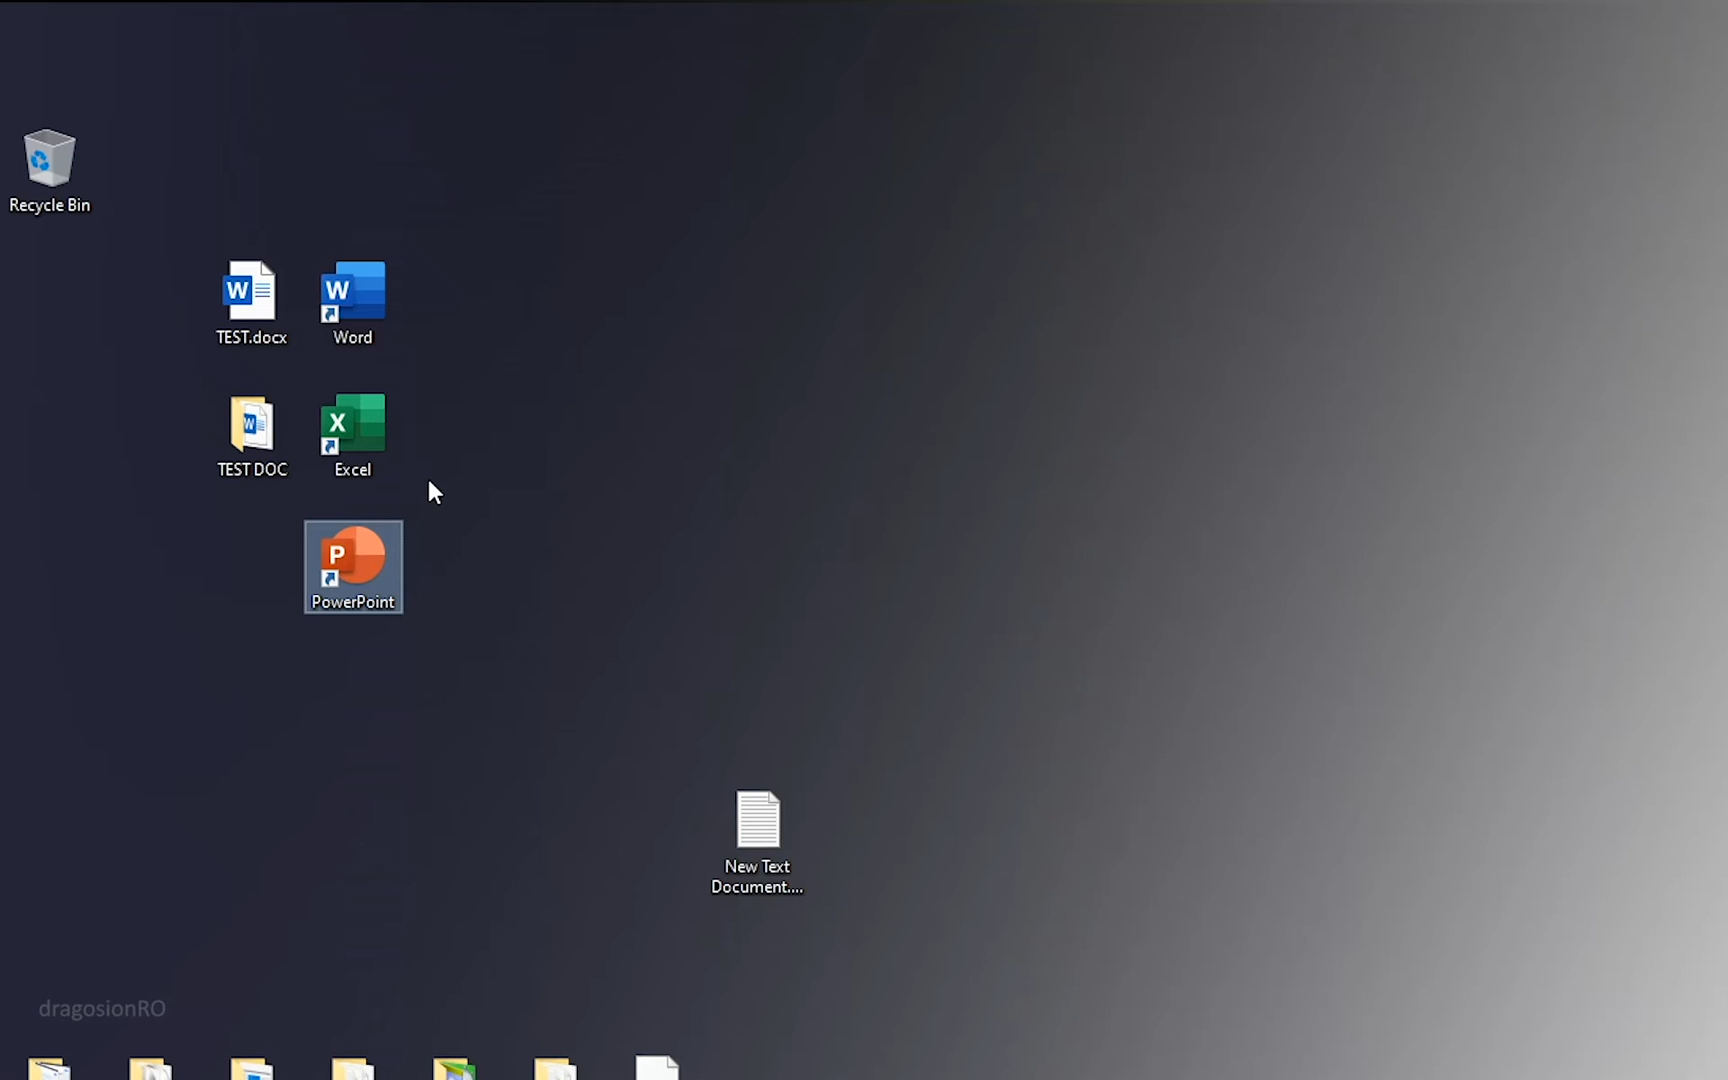 Recycle Bin
W
W
TEST.docx
Word
W
X
TEST DOC
Excel
P
PowerPoint
New Text
Document....
dragosionRO